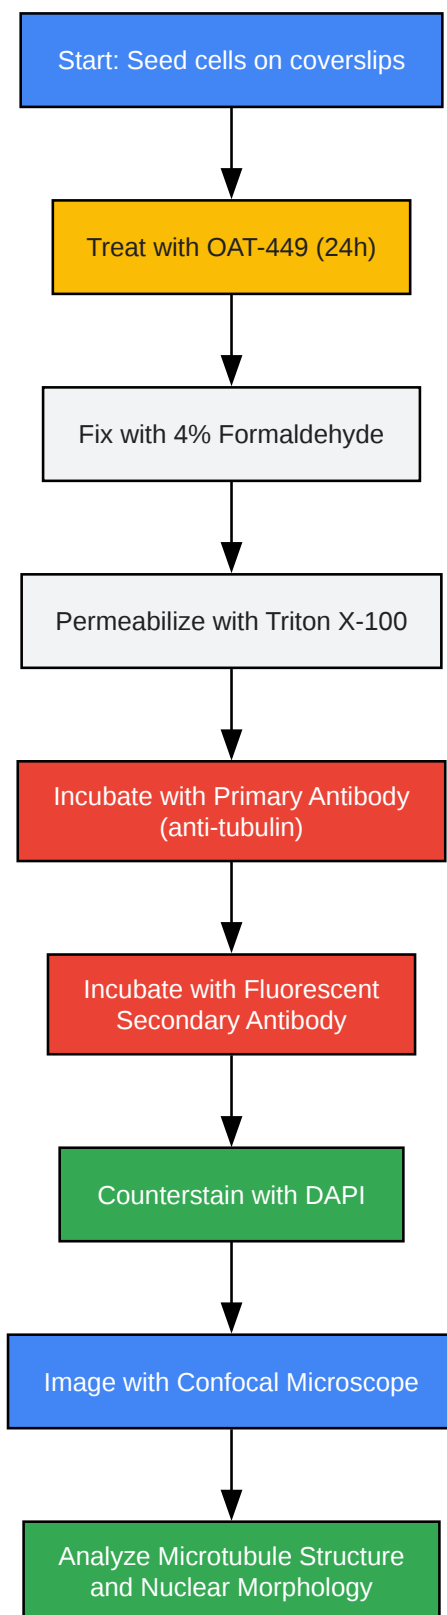 Start: Seed cells on coverslips
Treat with OAT-449 (24h)
Fix with 4% Formaldehyde
Permeabilize with Triton X-100
Incubate with Primary Antibody
(anti-tubulin)
Incubate with Fluorescent
Secondary Antibody
Counterstain with DAPI
Image with Confocal Microscope
Analyze Microtubule Structure
and Nuclear Morphology